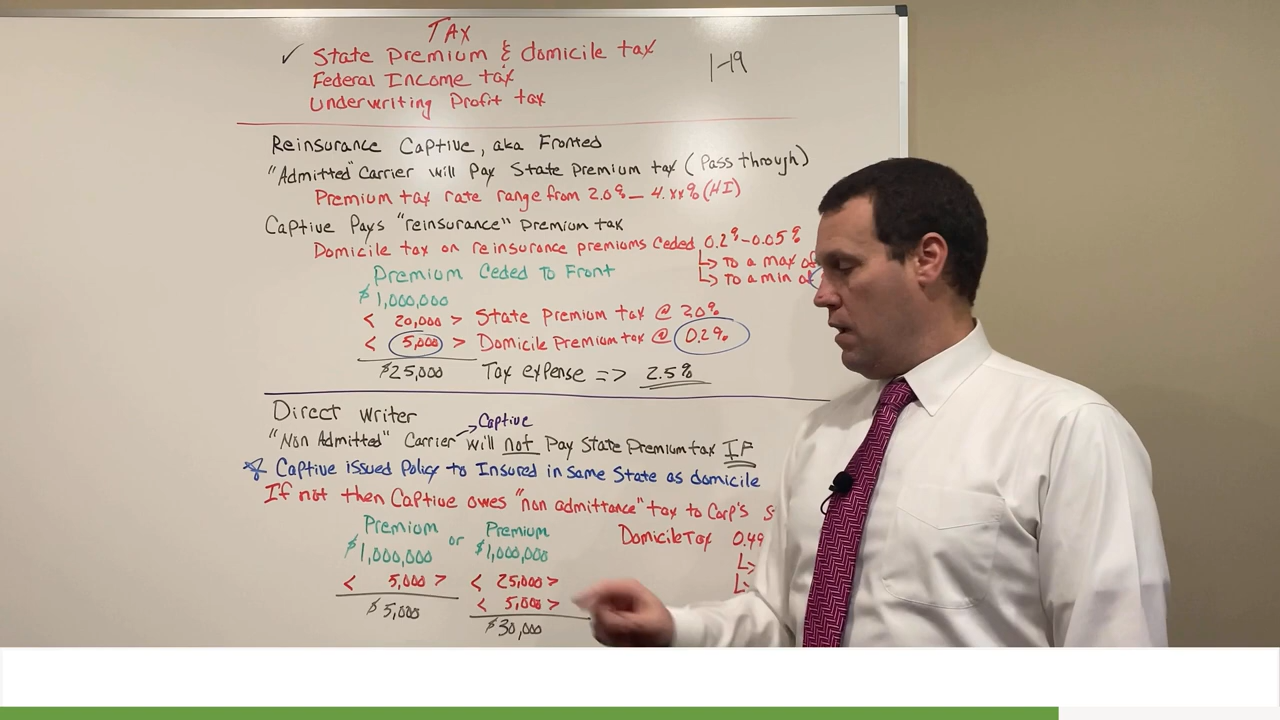 TAX
✓ State Premium & domicile tax
1-19
Federal Income tax
Underwriting Profit tax
Reinsurance Captive, aka Fronted
"Admitted" Carrier will Pay State Premium tax (Pass through)
Premium tax rate range from 2.0% — 4.xx% (HI)
Captive Pays "reinsurance" Premium tax
Domicile tax on reinsurance premiums ceded 0.2% - 0.05%
↳ To a max of
↳ To a min of
Premium Ceded To Front
$1,000,000
< 20,000 > State Premium tax @ 2.0%
< 5,000 > Domicile Premium tax @ 0.2%
$25,000 Tax expense => 2.5%
Direct Writer
Captive
"Non Admitted" Carrier will not Pay State Premium tax IF
Captive issued Policy to Insured in same State as domicile
If not then Captive owes "non admittance" tax to Corp's S
Premium or Premium
$1,000,000 $1,000,000
Domicile Tax 0.4
< 5,000 > < 25,000 >
< 5,000 >
$5,000
$30,000